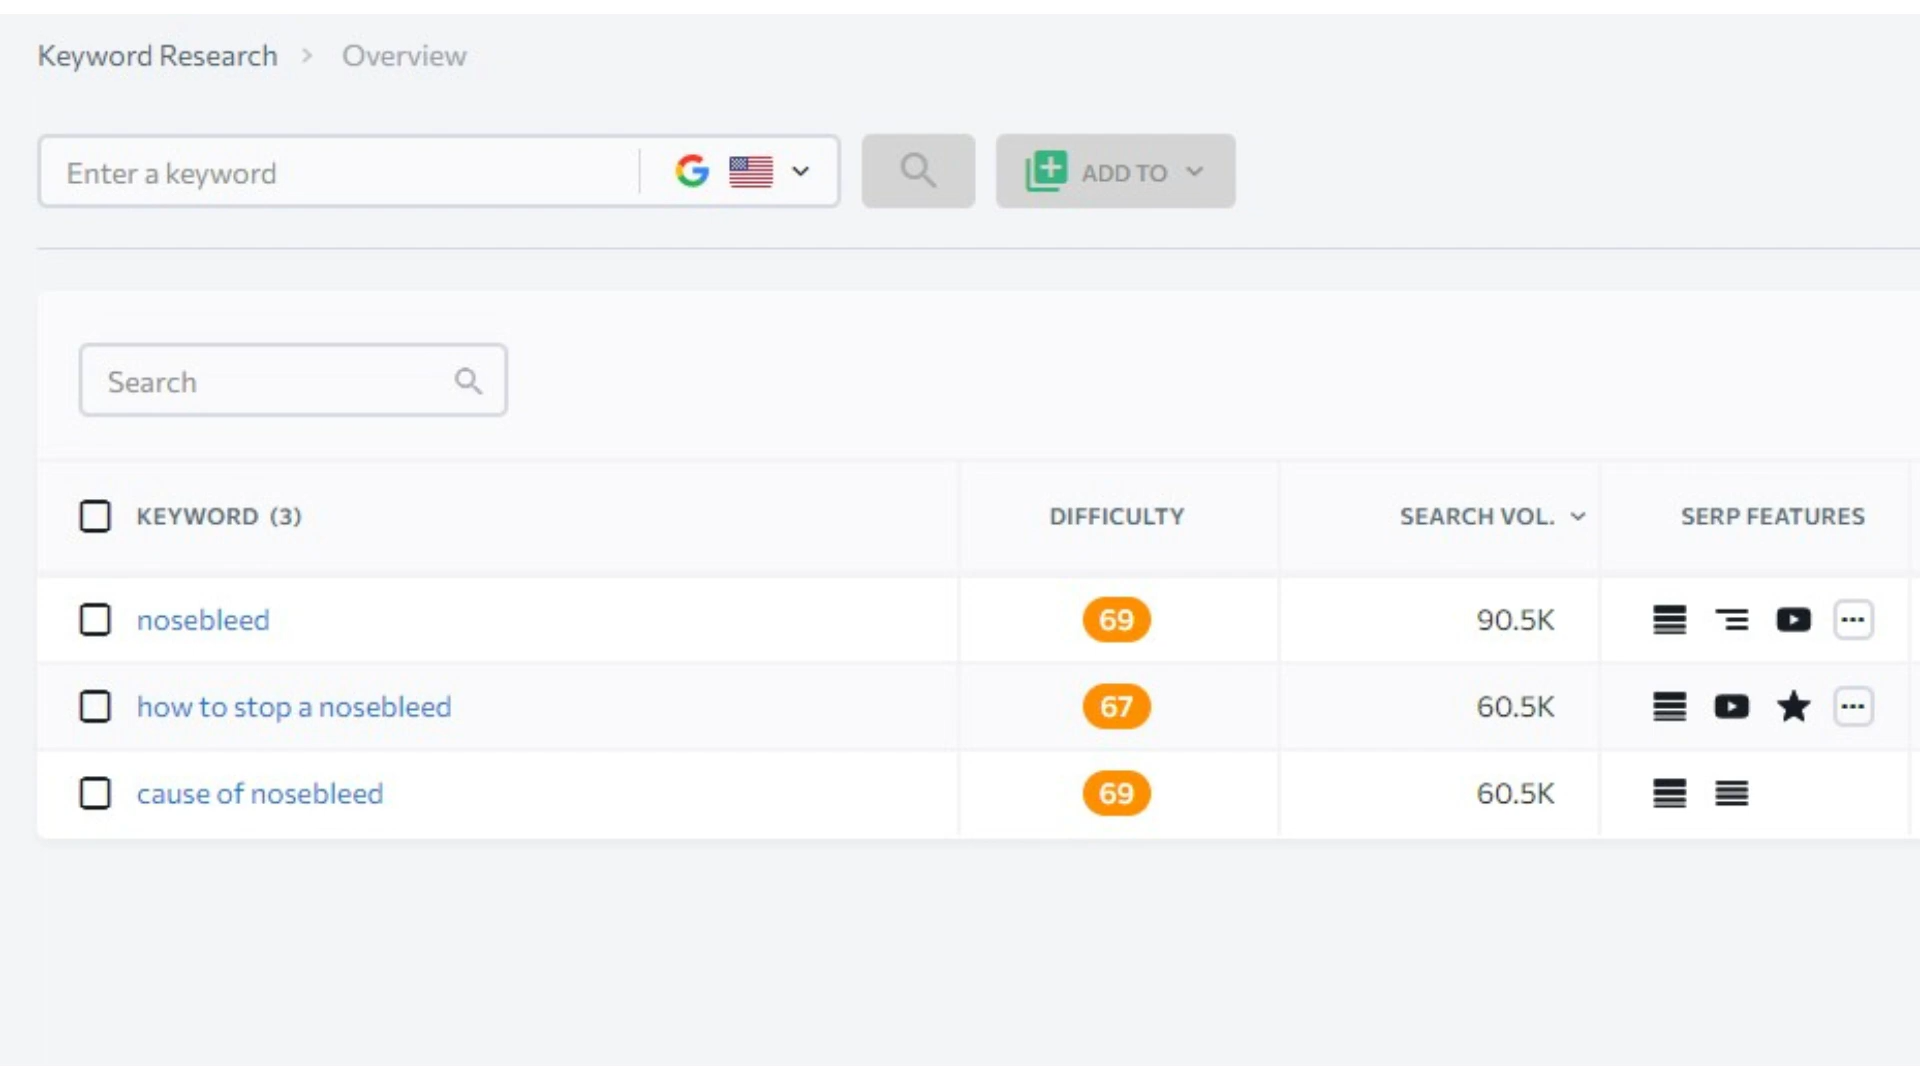 Keyword Research > Overview
Enter a keyword
ADD TO
Search
KEYWORD (3) DIFFICULTY SEARCH VOL. SERP FEATURES
nosebleed 69 90.5K
how to stop a nosebleed 67 60.5K
cause of nosebleed 69 60.5K